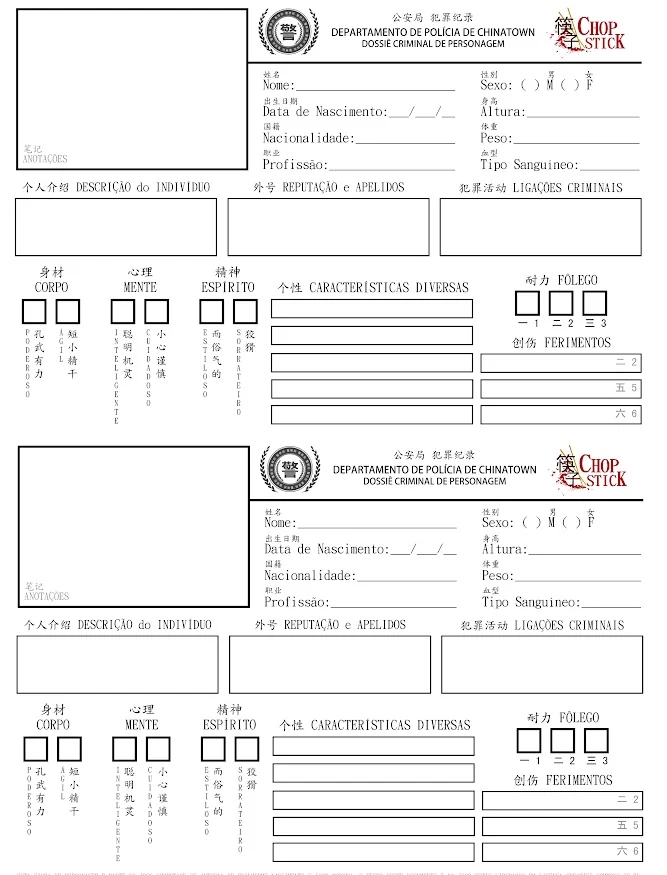 公安局 犯罪纪录
DEPARTAMENTO DE POLÍCIA DE CHINATOWN
DOSSIÊ CRIMINAL DE PERSONAGEM
警
筷子 CHOP STICK
姓名
Nome:
性别 男 女
Sexo: ( ) M ( ) F
出生日期
Data de Nascimento:___/___/__
身高
Altura:
国籍
Nacionalidade:
体重
Peso:
职业
Profissão:
血型
Tipo Sanguineo:
笔记
ANOTAÇÕES
个人介绍 DESCRIÇÃO do INDIVÍDUO
外号 REPUTAÇÃO e APELIDOS
犯罪活动 LIGAÇÕES CRIMINAIS
身材
CORPO
心理
MENTE
精神
ESPÍRITO
个性 CARACTERÍSTICAS DIVERSAS
耐力 FÔLEGO
一 1 二 2 三 3
创伤 FERIMENTOS
二 2
五 5
六 6
PODEROSO
孔武有力
AGIL
短小精干
INTELIGENTE
聪明机灵
CUIDADOSO
小心谨慎
ESTILOSO
而俗气的
SORRATEIRO
狡猾
公安局 犯罪纪录
DEPARTAMENTO DE POLÍCIA DE CHINATOWN
DOSSIÊ CRIMINAL DE PERSONAGEM
警
筷子 CHOP STICK
姓名
Nome:
性别 男 女
Sexo: ( ) M ( ) F
出生日期
Data de Nascimento:___/___/__
身高
Altura:
国籍
Nacionalidade:
体重
Peso:
职业
Profissão:
血型
Tipo Sanguineo:
笔记
ANOTAÇÕES
个人介绍 DESCRIÇÃO do INDIVÍDUO
外号 REPUTAÇÃO e APELIDOS
犯罪活动 LIGAÇÕES CRIMINAIS
身材
CORPO
心理
MENTE
精神
ESPÍRITO
个性 CARACTERÍSTICAS DIVERSAS
耐力 FÔLEGO
一 1 二 2 三 3
创伤 FERIMENTOS
二 2
五 5
六 6
PODEROSO
孔武有力
AGIL
短小精干
INTELIGENTE
聪明机灵
CUIDADOSO
小心谨慎
ESTILOSO
而俗气的
SORRATEIRO
狡猾